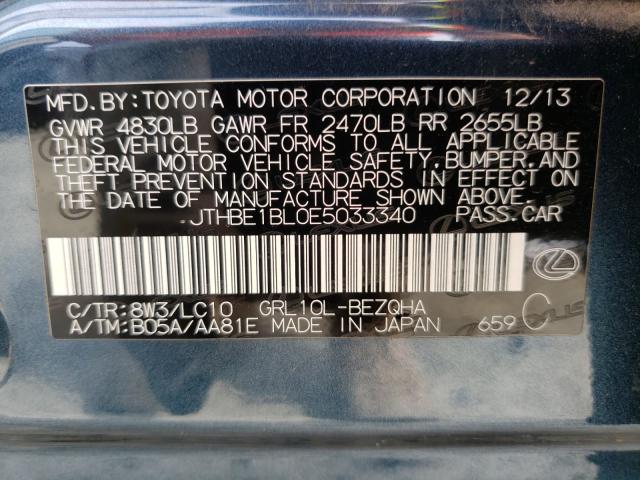 MFD. BY: TOYOTA MOTOR CORPORATION 12/13
GVWR 4830LB GAWR FR 2470LB RR 2655LB
THIS VEHICLE CONFORMS TO ALL APPLICABLE
FEDERAL MOTOR VEHICLE SAFETY, BUMPER, AND
THEFT PREVENTION STANDARDS IN EFFECT ON
THE DATE OF MANUFACTURE SHOWN ABOVE.
JTHBE1BL0E5033340 PASS.CAR
C/TR: 8W3/LC10 GRL10L-BEZQHA
A/TM: B05A/AA81E MADE IN JAPAN 659 C